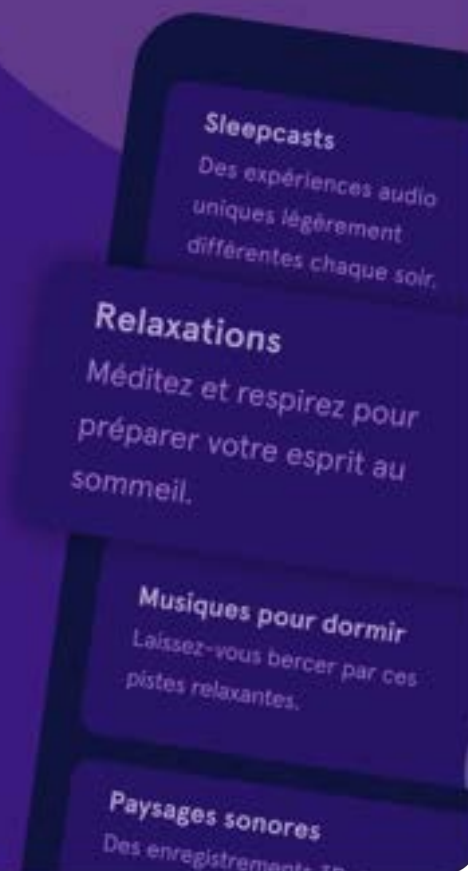 Sleepcasts
Des expériences audio
uniques légèrement
différentes chaque soir.
Relaxations
Méditez et respirez pour
préparer votre esprit au
sommeil.
Musiques pour dormir
Laissez-vous bercer par ces
pistes relaxantes.
Paysages sonores
Des enregistrements 3D